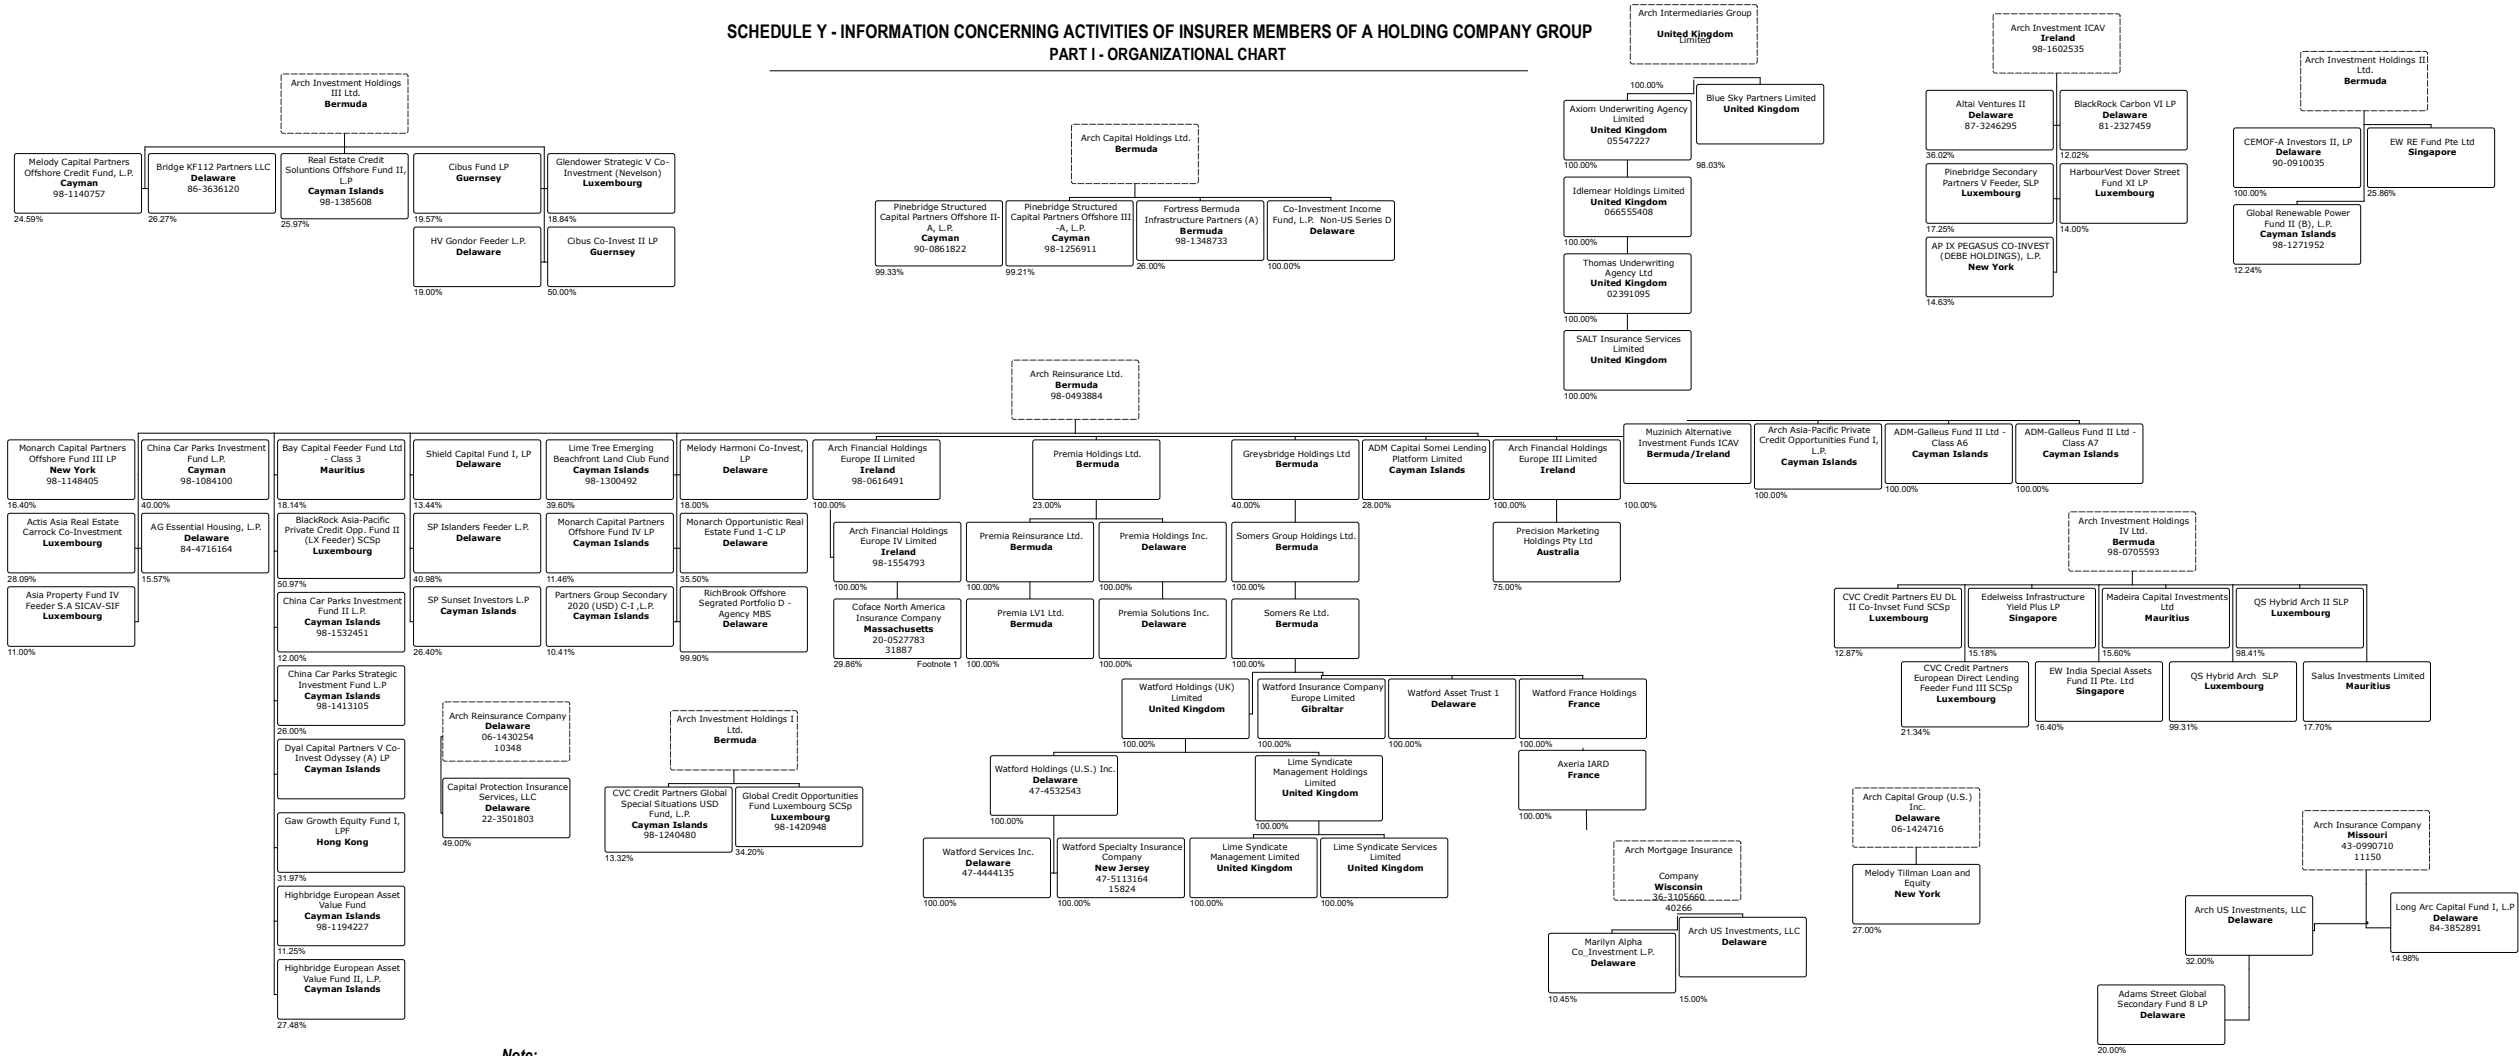 SCHEDULE Y - INFORMATION CONCERNING ACTIVITIES OF INSURER MEMBERS OF A HOLDING COMPANY GROUP
PART I - ORGANIZATIONAL CHART
Arch Investment Holdings
III Ltd.
Bermuda
Melody Capital Partners
Offshore Credit Fund, L.P.
Cayman
98-1140757
24.59%
Bridge KF112 Partners LLC
Delaware
86-3636120
26.27%
Real Estate Credit
Soluntions Offshore Fund II,
L.P
Cayman Islands
98-1385608
25.97%
Cibus Fund LP
Guernsey
19.57%
Glendower Strategic V Co-
Investment (Nevelson)
Luxembourg
18.84%
HV Gondor Feeder L.P.
Delaware
19.00%
Cibus Co-Invest II LP
Guernsey
50.00%
Arch Capital Holdings Ltd.
Bermuda
Pinebridge Structured
Capital Partners Offshore II-
A, L.P.
Cayman
90-0861822
99.33%
Pinebridge Structured
Capital Partners Offshore III
-A, L.P.
Cayman
98-1256911
99.21%
Fortress Bermuda
Infrastructure Partners (A)
Bermuda
98-1348733
26.00%
Co-Investment Income
Fund, L.P. Non-US Series D
Delaware
100.00%
Arch Intermediaries Group
United Kingdom
Limited
100.00%
Axiom Underwriting Agency
Limited
United Kingdom
05547227
100.00%
Blue Sky Partners Limited
United Kingdom
98.03%
Idlemear Holdings Limited
United Kingdom
066555408
100.00%
Thomas Underwriting
Agency Ltd
United Kingdom
02391095
100.00%
SALT Insurance Services
Limited
United Kingdom
100.00%
Arch Investment ICAV
Ireland
98-1602535
Altai Ventures II
Delaware
87-3246295
36.02%
BlackRock Carbon VI LP
Delaware
81-2327459
12.02%
Pinebridge Secondary
Partners V Feeder, SLP
Luxembourg
17.25%
HarbourVest Dover Street
Fund XI LP
Luxembourg
14.00%
AP IX PEGASUS CO-INVEST
(DEBE HOLDINGS), L.P.
New York
14.63%
Arch Investment Holdings II
Ltd.
Bermuda
CEMOF-A Investors II, LP
Delaware
90-0910035
100.00%
EW RE Fund Pte Ltd
Singapore
25.86%
Global Renewable Power
Fund II (B), L.P.
Cayman Islands
98-1271952
12.24%
Arch Reinsurance Ltd.
Bermuda
98-0493884
Monarch Capital Partners
Offshore Fund III LP
New York
98-1148405
16.40%
China Car Parks Investment
Fund L.P.
Cayman
98-1084100
40.00%
Bay Capital Feeder Fund Ltd
- Class 3
Mauritius
18.14%
Shield Capital Fund I, LP
Delaware
13.44%
Lime Tree Emerging
Beachfront Land Club Fund
Cayman Islands
98-1300492
39.60%
Melody Harmoni Co-Invest,
LP
Delaware
18.00%
Arch Financial Holdings
Europe II Limited
Ireland
98-0616491
100.00%
Premia Holdings Ltd.
Bermuda
23.00%
Greysbridge Holdings Ltd
Bermuda
40.00%
ADM Capital Somei Lending
Platform Limited
Cayman Islands
28.00%
Arch Financial Holdings
Europe III Limited
Ireland
100.00%
Muzinich Alternative
Investment Funds ICAV
Bermuda/Ireland
100.00%
Arch Asia-Pacific Private
Credit Opportunities Fund I,
L.P.
Cayman Islands
100.00%
ADM-Galleus Fund II Ltd -
Class A6
Cayman Islands
100.00%
ADM-Galleus Fund II Ltd -
Class A7
Cayman Islands
100.00%
Actis Asia Real Estate
Carrock Co-Investment
Luxembourg
28.09%
AG Essential Housing, L.P.
Delaware
84-4716164
15.57%
BlackRock Asia-Pacific
Private Credit Opp. Fund II
(LX Feeder) SCSp
Luxembourg
50.97%
SP Islanders Feeder L.P.
Delaware
40.98%
Monarch Capital Partners
Offshore Fund IV LP
Cayman Islands
11.46%
Monarch Opportunistic Real
Estate Fund 1-C LP
Delaware
35.50%
Arch Financial Holdings
Europe IV Limited
Ireland
98-1554793
100.00%
Premia Reinsurance Ltd.
Bermuda
100.00%
Premia Holdings Inc.
Delaware
100.00%
Somers Group Holdings Ltd.
Bermuda
100.00%
Precision Marketing
Holdings Pty Ltd
Australia
75.00%
Asia Property Fund IV
Feeder S.A SICAV-SIF
Luxembourg
11.00%
China Car Parks Investment
Fund II L.P.
Cayman Islands
98-1532451
12.00%
SP Sunset Investors L.P
Cayman Islands
26.40%
Partners Group Secondary
2020 (USD) C-I ,L.P.
Cayman Islands
10.41%
RichBrook Offshore
Segrated Portfolio D -
Agency MBS
Delaware
99.90%
Coface North America
Insurance Company
Massachusetts
20-0527783
31887
29.86%
Footnote 1
Premia LV1 Ltd.
Bermuda
100.00%
Premia Solutions Inc.
Delaware
100.00%
Somers Re Ltd.
Bermuda
100.00%
China Car Parks Strategic
Investment Fund L.P
Cayman Islands
98-1413105
26.00%
Dyal Capital Partners V Co-
Invest Odyssey (A) LP
Cayman Islands
Gaw Growth Equity Fund I,
LPF
Hong Kong
31.97%
Highbridge European Asset
Value Fund
Cayman Islands
98-1194227
11.25%
Highbridge European Asset
Value Fund II, L.P.
Cayman Islands
27.48%
Arch Reinsurance Company
Delaware
06-1430254
10348
Capital Protection Insurance
Services, LLC
Delaware
22-3501803
49.00%
Arch Investment Holdings I
Ltd.
Bermuda
CVC Credit Partners Global
Special Situations USD
Fund, L.P.
Cayman Islands
98-1240480
13.32%
Global Credit Opportunities
Fund Luxembourg SCSp
Luxembourg
98-1420948
34.20%
Watford Holdings (UK)
Limited
United Kingdom
100.00%
Watford Insurance Company
Europe Limited
Gibraltar
100.00%
Watford Asset Trust 1
Delaware
100.00%
Watford France Holdings
France
100.00%
Watford Holdings (U.S.) Inc.
Delaware
47-4532543
100.00%
Lime Syndicate
Management Holdings
Limited
United Kingdom
100.00%
Axeria IARD
France
100.00%
Watford Services Inc.
Delaware
47-4444135
100.00%
Watford Specialty Insurance
Company
New Jersey
47-5113164
15824
100.00%
Lime Syndicate
Management Limited
United Kingdom
100.00%
Lime Syndicate Services
Limited
United Kingdom
100.00%
Arch Mortgage Insurance
Company
Wisconsin
36-3105660
40266
Marilyn Alpha
Co_Investment L.P.
Delaware
10.45%
Arch US Investments, LLC
Delaware
15.00%
Arch Investment Holdings
IV Ltd.
Bermuda
98-0705593
CVC Credit Partners EU DL
II Co-Invset Fund SCSp
Luxembourg
12.87%
Edelweiss Infrastructure
Yield Plus LP
Singapore
15.18%
Madeira Capital Investments
Ltd
Mauritius
15.60%
QS Hybrid Arch II SLP
Luxembourg
98.41%
CVC Credit Partners
European Direct Lending
Feeder Fund III SCSp
Luxembourg
21.34%
EW India Special Assets
Fund II Pte. Ltd
Singapore
16.40%
QS Hybrid Arch SLP
Luxembourg
99.31%
Salus Investments Limited
Mauritius
17.70%
Arch Capital Group (U.S.)
Inc.
Delaware
06-1424716
Melody Tillman Loan and
Equity
New York
27.00%
Arch Insurance Company
Missouri
43-0990710
11150
Arch US Investments, LLC
Delaware
32.00%
Long Arc Capital Fund I, L.P
Delaware
84-3852891
14.98%
Adams Street Global
Secondary Fund 8 LP
Delaware
20.00%
Note: